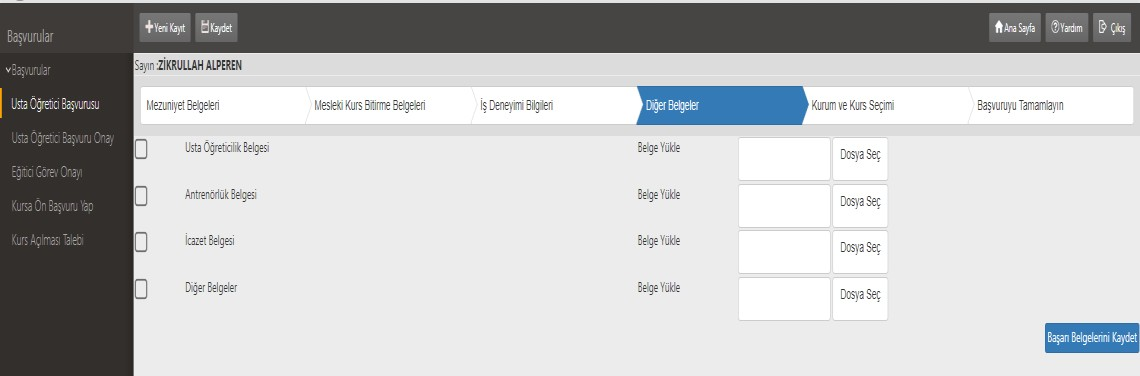 Başvurular
Yeni Kayıt Kaydet Ana Sayfa Yardım Çıkış
Başvurular
Usta Öğretici Başvurusu
Usta Öğretici Başvuru Onay
Eğitici Görev Onayı
Kursa Ön Başvuru Yap
Kurs Açılması Talebi
Sayın :ZİKRULLAH ALPEREN
Mezuniyet Belgeleri Mesleki Kurs Bitirme Belgeleri İş Deneyimi Bilgileri Diğer Belgeler Kurum ve Kurs Seçimi Başvuruyu Tamamlayın
Usta Öğreticilik Belgesi Belge Yükle Dosya Seç
Antrenörlük Belgesi Belge Yükle Dosya Seç
İcazet Belgesi Belge Yükle Dosya Seç
Diğer Belgeler Belge Yükle Dosya Seç
Başarı Belgelerini Kaydet